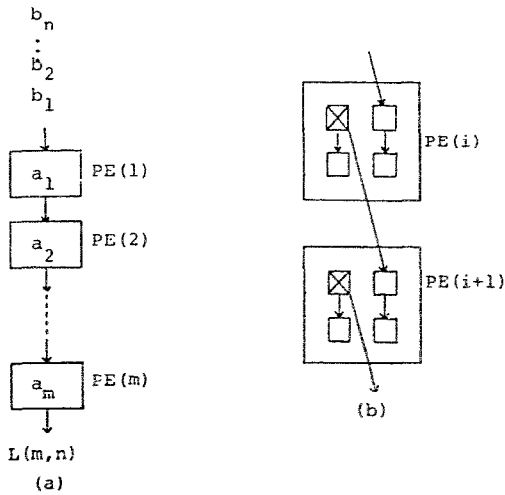 b_n
⋮
b_2
b_1
a_1 PE(1)
a_2 PE(2)
a_m PE(m)
L(m,n)
(a)
PE(i)
PE(i+1)
(b)